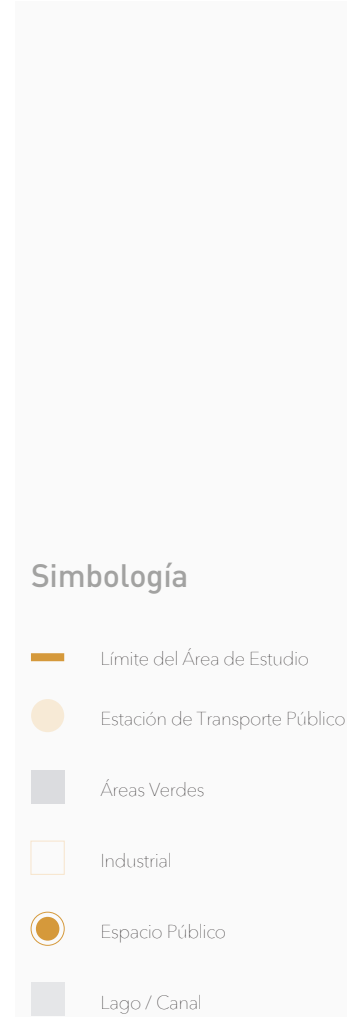 Simbología
Límite del Área de Estudio
Estación de Transporte Público
Áreas Verdes
Industrial
Espacio Público
Lago / Canal